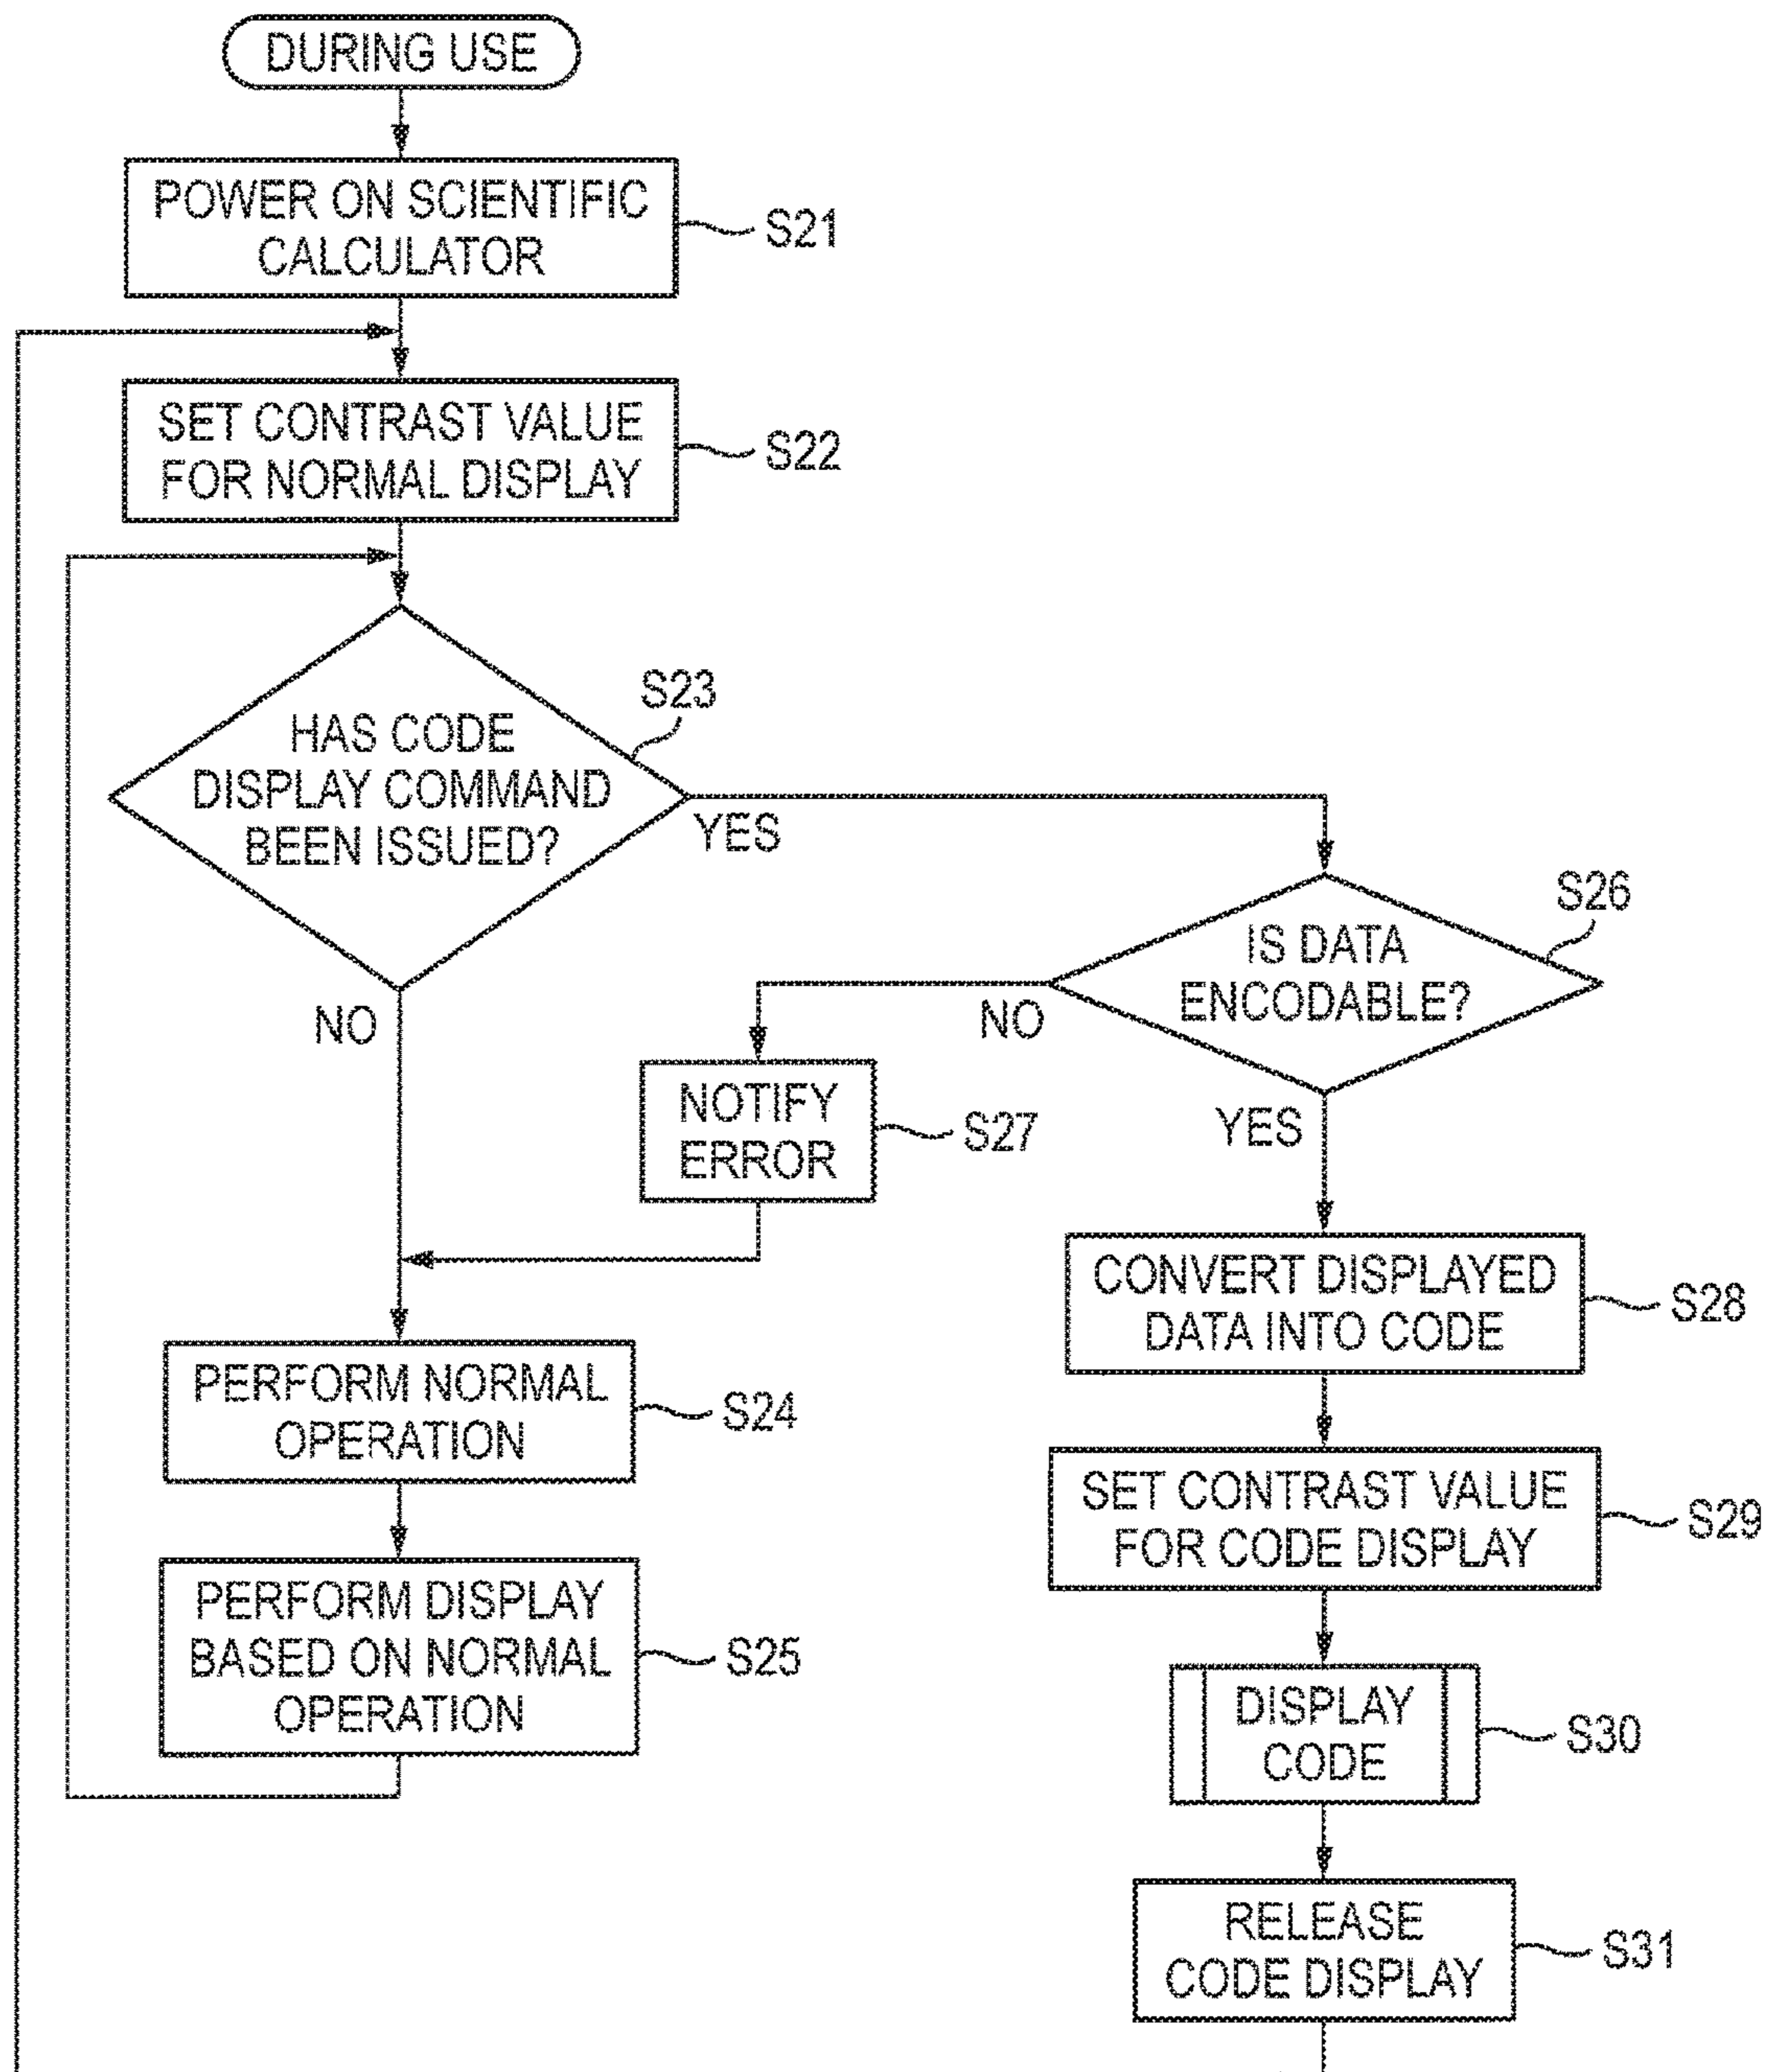 DURING USE
POWER ON SCIENTIFIC
CALCULATOR
S21
SET CONTRAST VALUE
FOR NORMAL DISPLAY
S22
S23
HAS CODE
DISPLAY COMMAND
BEEN ISSUED?
YES
NO
S26
IS DATA
ENCODABLE?
NO
YES
NOTIFY
ERROR
S27
CONVERT DISPLAYED
DATA INTO CODE
S28
PERFORM NORMAL
OPERATION
S24
SET CONTRAST VALUE
FOR CODE DISPLAY
S29
PERFORM DISPLAY
BASED ON NORMAL
OPERATION
S25
DISPLAY
CODE
S30
RELEASE
CODE DISPLAY
S31